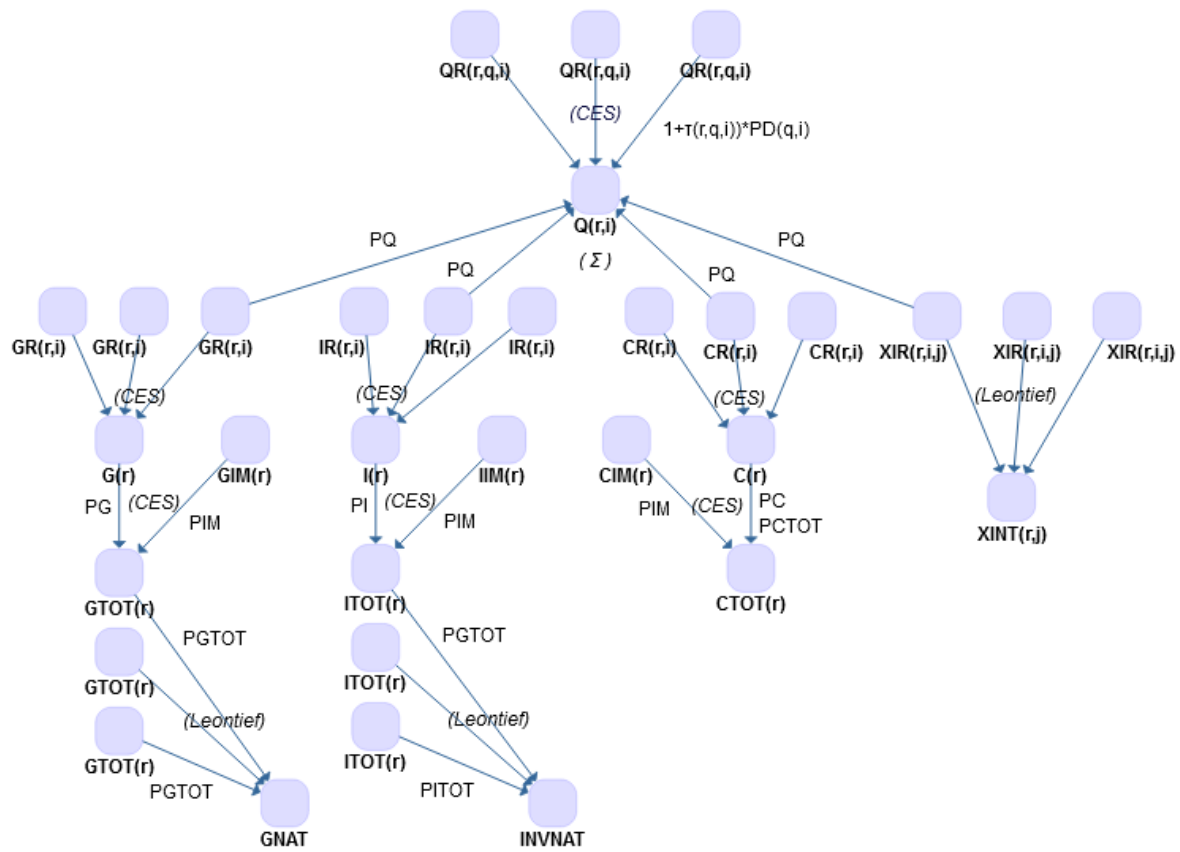 QR(r,q,i) QR(r,q,i) QR(r,q,i)
(CES)
1+τ(r,q,i))*PD(q,i)
Q(r,i)
(Σ)
PQ PQ PQ PQ
GR(r,i) GR(r,i) GR(r,i) IR(r,i) IR(r,i) IR(r,i) CR(r,i) CR(r,i) CR(r,i) XIR(r,i,j) XIR(r,i,j) XIR(r,i,j)
(CES) (CES) (CES) (Leontief)
G(r) GIM(r) I(r) IIM(r) CIM(r) C(r)
PG (CES) PIM PI (CES) PIM PIM (CES) PC
PCTOT
XINT(r,j)
GTOT(r) ITOT(r) CTOT(r)
PGTOT PGTOT
GTOT(r) ITOT(r)
(Leontief) (Leontief)
GTOT(r) ITOT(r)
PGTOT PITOT
GNAT INVNAT